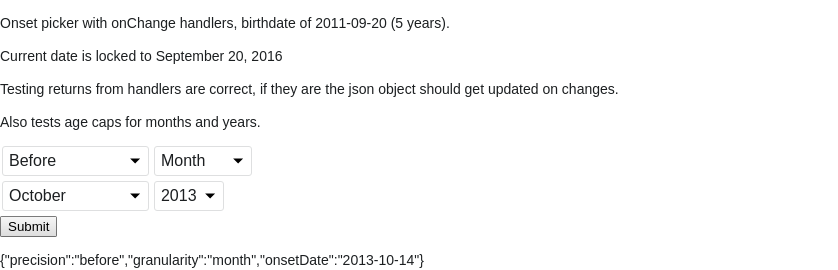 Onset picker with onChange handlers, birthdate of 2011-09-20 (5 years).
Current date is locked to September 20, 2016
Testing returns from handlers are correct, if they are the json object should get updated on changes.
Also tests age caps for months and years.
Before Month
October 2013
Submit
{"precision":"before","granularity":"month","onsetDate":"2013-10-14"}